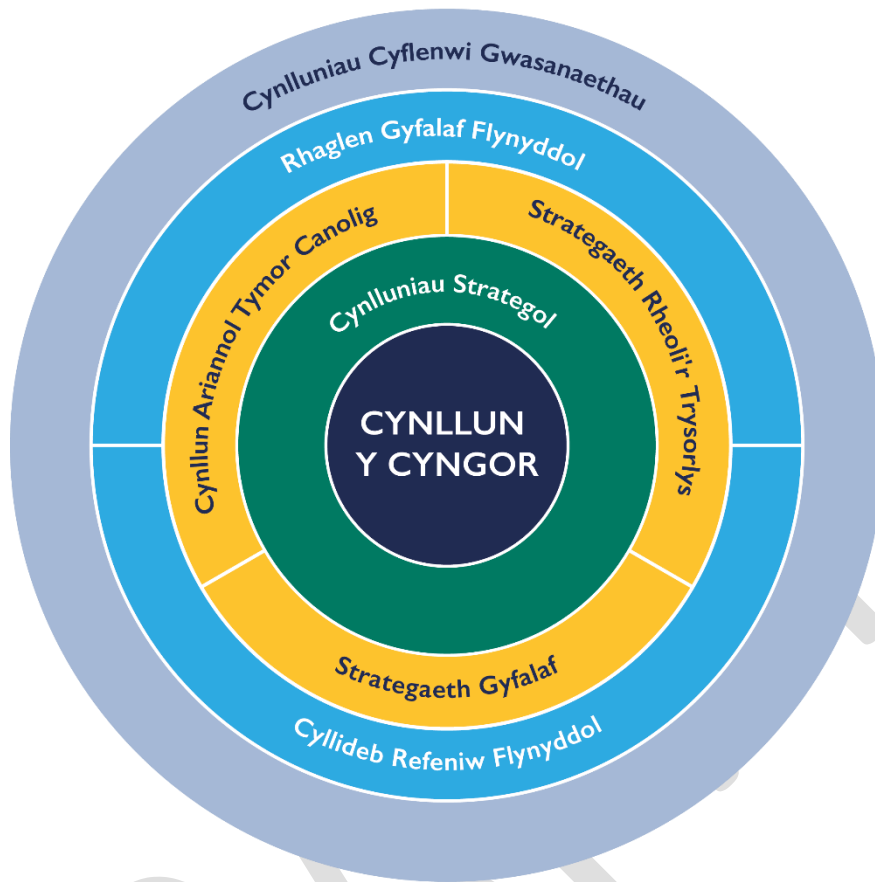 Cynlluniau Cyflenwi Gwasanaethau
Rhaglen Gyfalaf Flynyddol
Cynllun Ariannol Tymor Canolig
Strategaeth Rheoli'r Trysorlys
Cynlluniau Strategol
CYNLLUN
Y CYNGOR
Strategaeth Gyfalaf
Cyllideb Refeniw Flynyddol